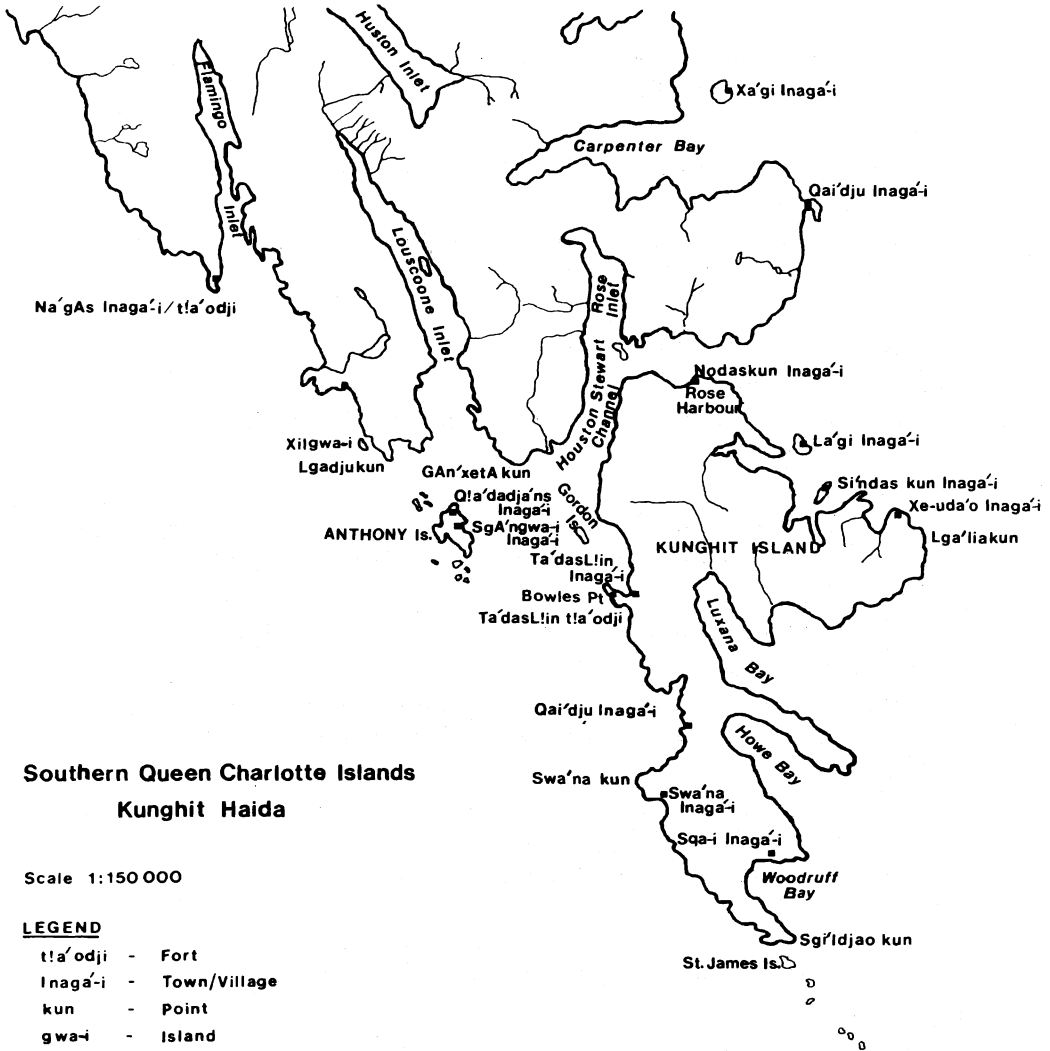 Huston Inlet
Flamingo
Inlet
Xa′gi Inaga′-i
Carpenter Bay
Qai′dju Inaga′-i
Louscoone Inlet
Rose
Inlet
Na′gAs Inaga′-i/t!a′odji
Houston Stewart
Channel
Nodaskun Inaga′-i
Rose
Harbour
Xilgwa-i
Lgadjukun
La′gi Inaga′-i
GAn′xetA kun
Si′ndas kun Inaga′-i
Q!a′dadja′ns
Inaga′-i
Gordon
Is.
Xe-uda′o Inaga′-i
ANTHONY Is.
SgA′ngwa-i
Inaga′-i
Lga′liakun
KUNGHIT ISLAND
Ta′dasL!in
Inaga′-i
Bowles Pt
Ta′dasL!in t!a′odji
Luxana
Bay
Qai′dju Inaga′-i
Howe Bay
Southern Queen Charlotte Islands
Kunghit Haida
Swa′na kun
Swa′na
Inaga′-i
Sqa-i Inaga′-i
Scale 1:150 000
Woodruff
Bay
LEGEND
t!a′odji - Fort
Inaga′-i - Town/Village
kun - Point
gwa-i - Island
Sgi′ldjao kun
St. James Is.